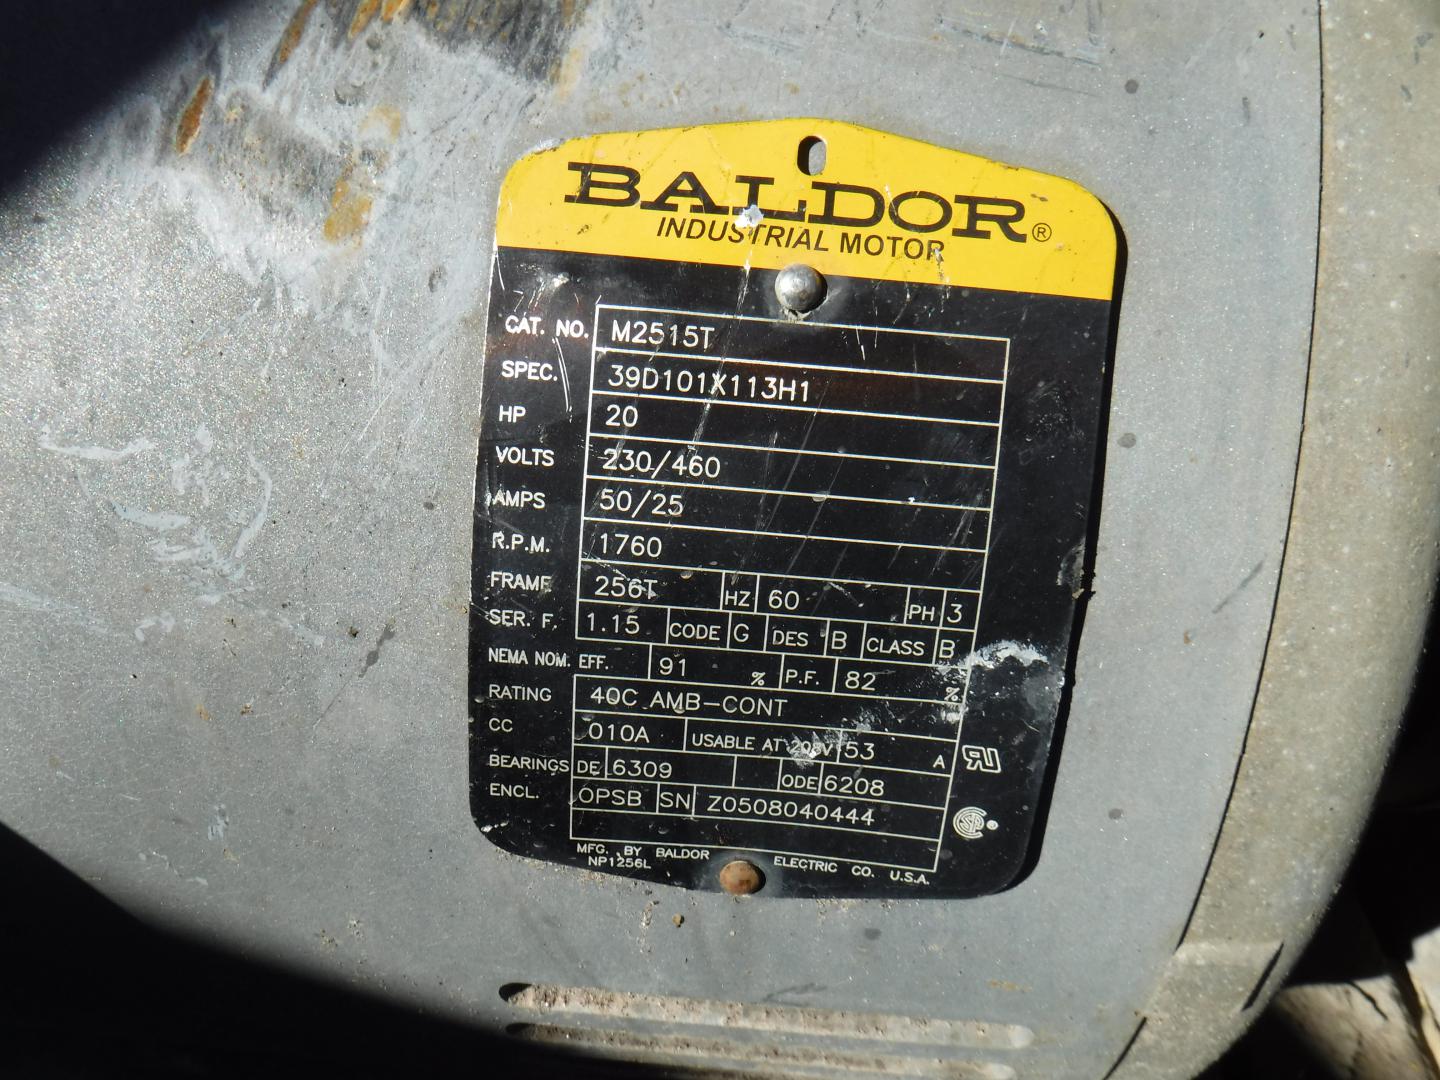 BALDOR®
INDUSTRIAL MOTOR
CAT. NO. M2515T
SPEC. 39D101X113H1
HP 20
VOLTS 230/460
AMPS 50/25
R.P.M. 1760
FRAME 256T HZ 60 PH 3
SER. F. 1.15 CODE G DES B CLASS B
NEMA NOM. EFF. 91 % P.F. 82 %
RATING 40C AMB-CONT
CC 010A USABLE AT 208V 53 A
BEARINGS DE 6309 ODE 6208
ENCL. OPSB SN Z0508040444
MFG. BY BALDOR ELECTRIC CO. U.S.A.
NP1256L